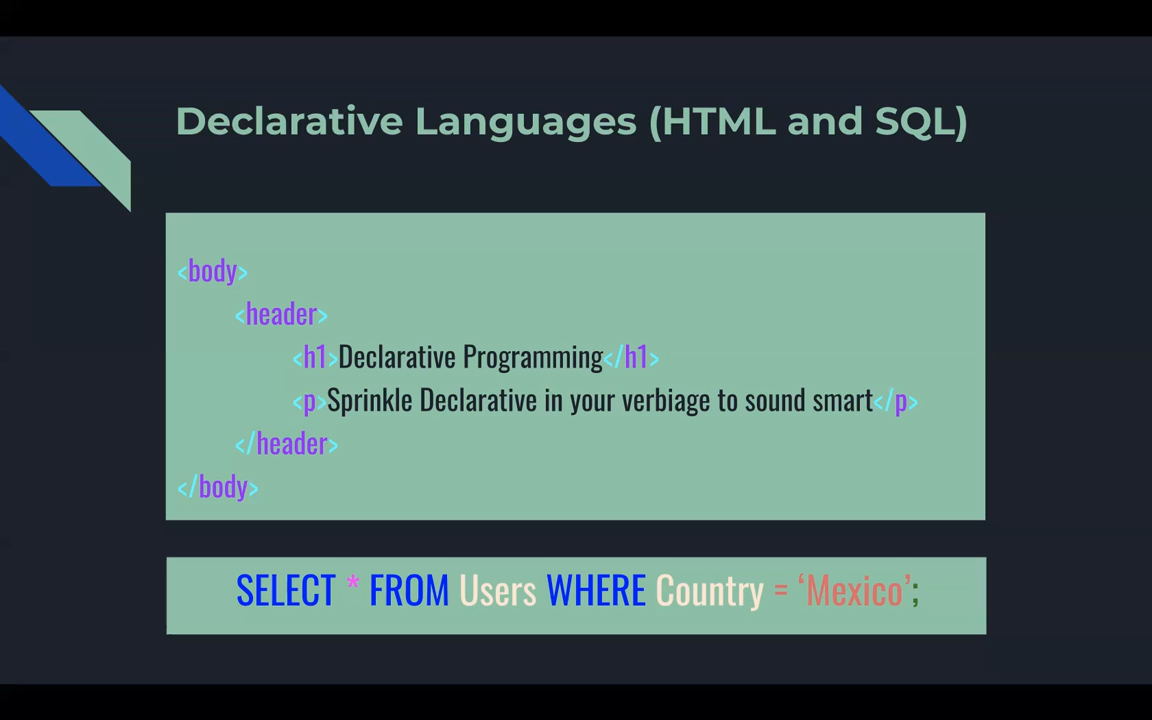 Declarative Languages (HTML and SQL)
<body>
<header>
<h1>Declarative Programming</h1>
<p>Sprinkle Declarative in your verbiage to sound smart</p>
</header>
</body>
SELECT * FROM Users WHERE Country = ‘Mexico’;